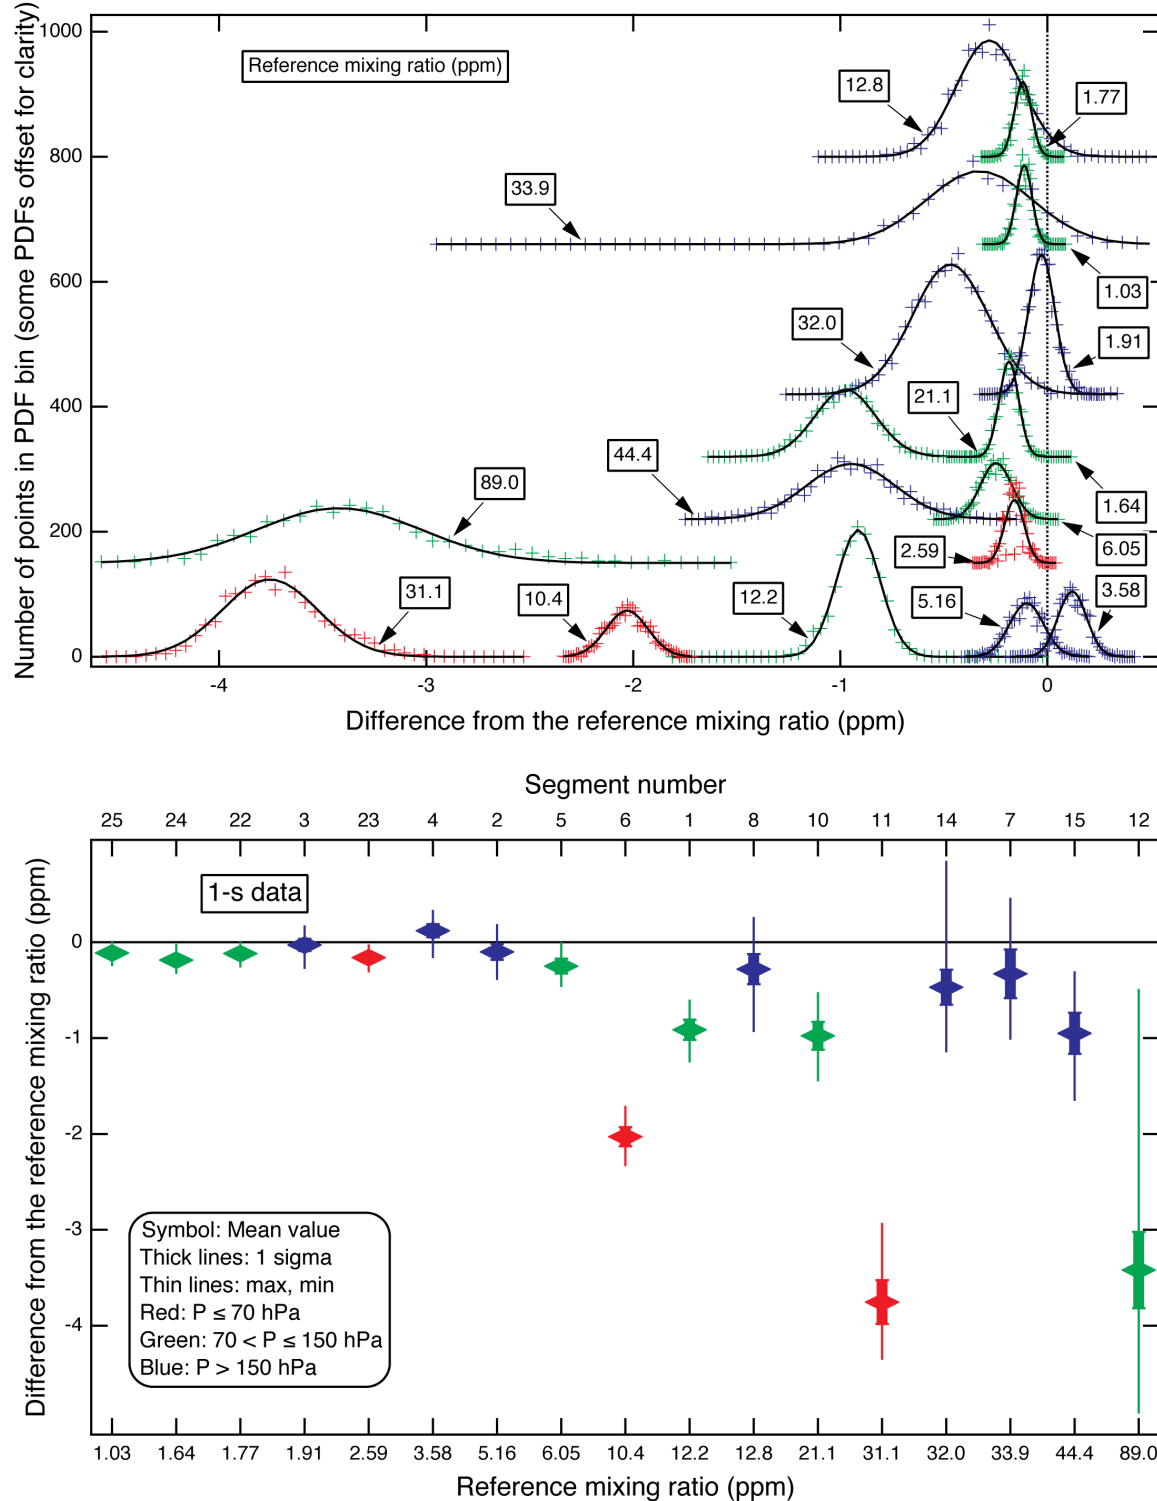 Number of points in PDF bin (some PDFs offset for clarity)
1000
800
600
400
200
0
Reference mixing ratio (ppm)
12.8
1.77
33.9
1.03
32.0
1.91
21.1
44.4
89.0
1.64
6.05
2.59
31.1
10.4
12.2
5.16
3.58
-4 -3 -2 -1 0
Difference from the reference mixing ratio (ppm)
Segment number
25 24 22 3 23 4 2 5 6 1 8 10 11 14 7 15 12
Difference from the reference mixing ratio (ppm)
1-s data
0
-1
-2
-3
-4
Symbol: Mean value
Thick lines: 1 sigma
Thin lines: max, min
Red: P ≤ 70 hPa
Green: 70 < P ≤ 150 hPa
Blue: P > 150 hPa
1.03 1.64 1.77 1.91 2.59 3.58 5.16 6.05 10.4 12.2 12.8 21.1 31.1 32.0 33.9 44.4 89.0
Reference mixing ratio (ppm)